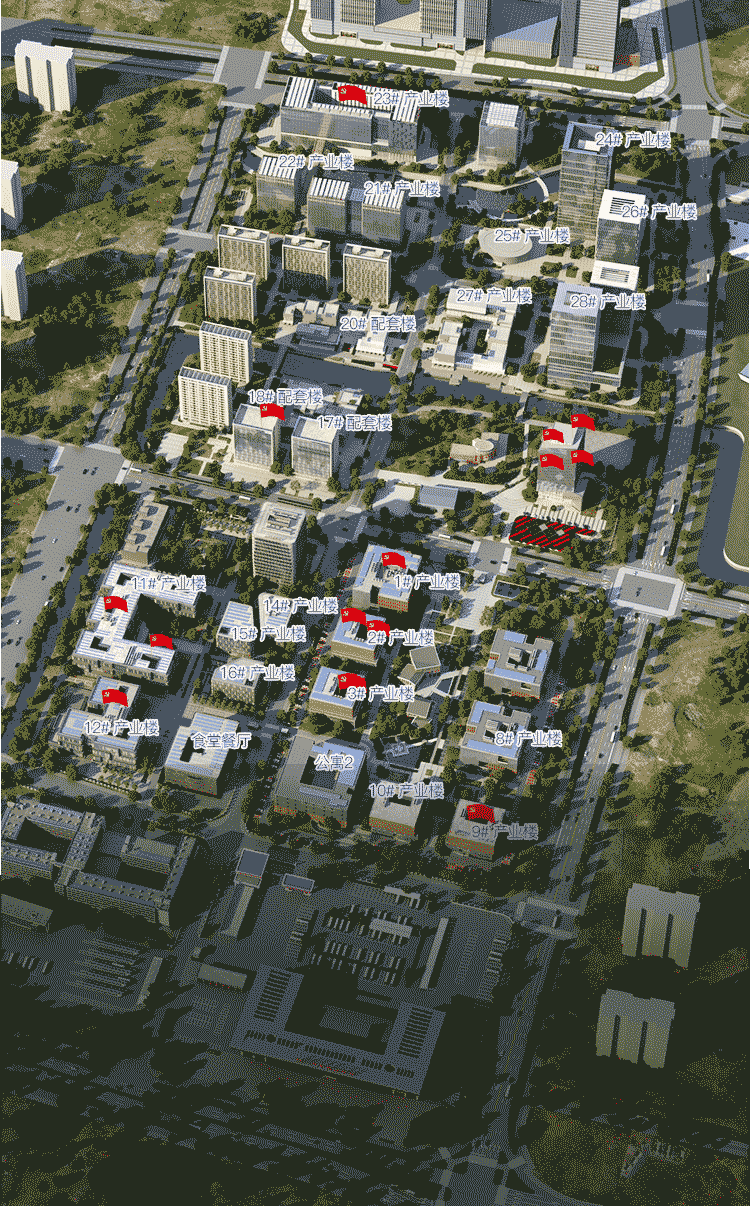 23# 产业楼
24# 产业楼
22# 产业楼
21# 产业楼
26# 产业楼
25# 产业楼
27# 产业楼
28# 产业楼
20# 配套楼
18# 配套楼
17# 配套楼
11# 产业楼
1# 产业楼
14# 产业楼
15# 产业楼
2# 产业楼
16# 产业楼
3# 产业楼
12# 产业楼
食堂餐厅
8# 产业楼
公寓2
10# 产业楼
9# 产业楼